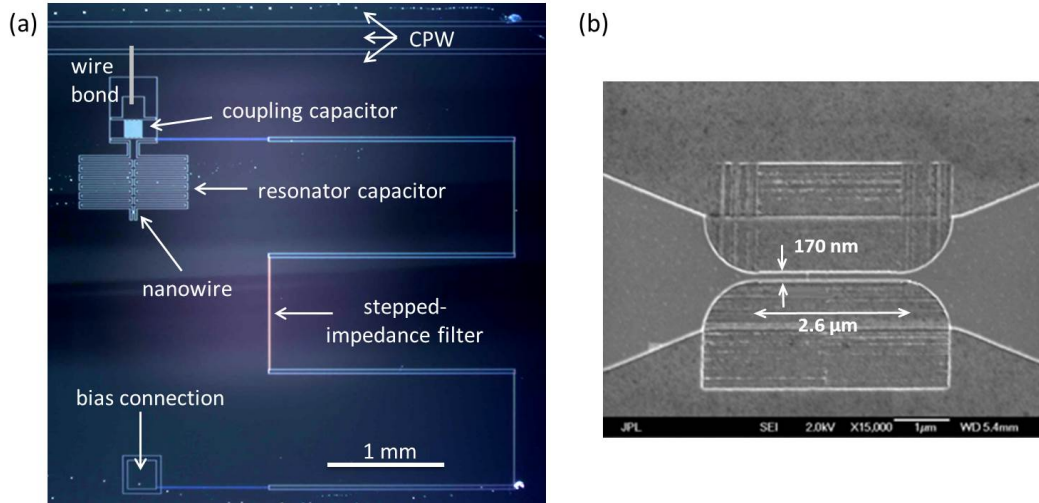 (a)
CPW
wire
bond
coupling capacitor
resonator capacitor
nanowire
stepped-
impedance filter
bias connection
1 mm
(b)
170 nm
2.6 µm
JPL SEI 2.0kV X15,000 1µm WD 5.4mm